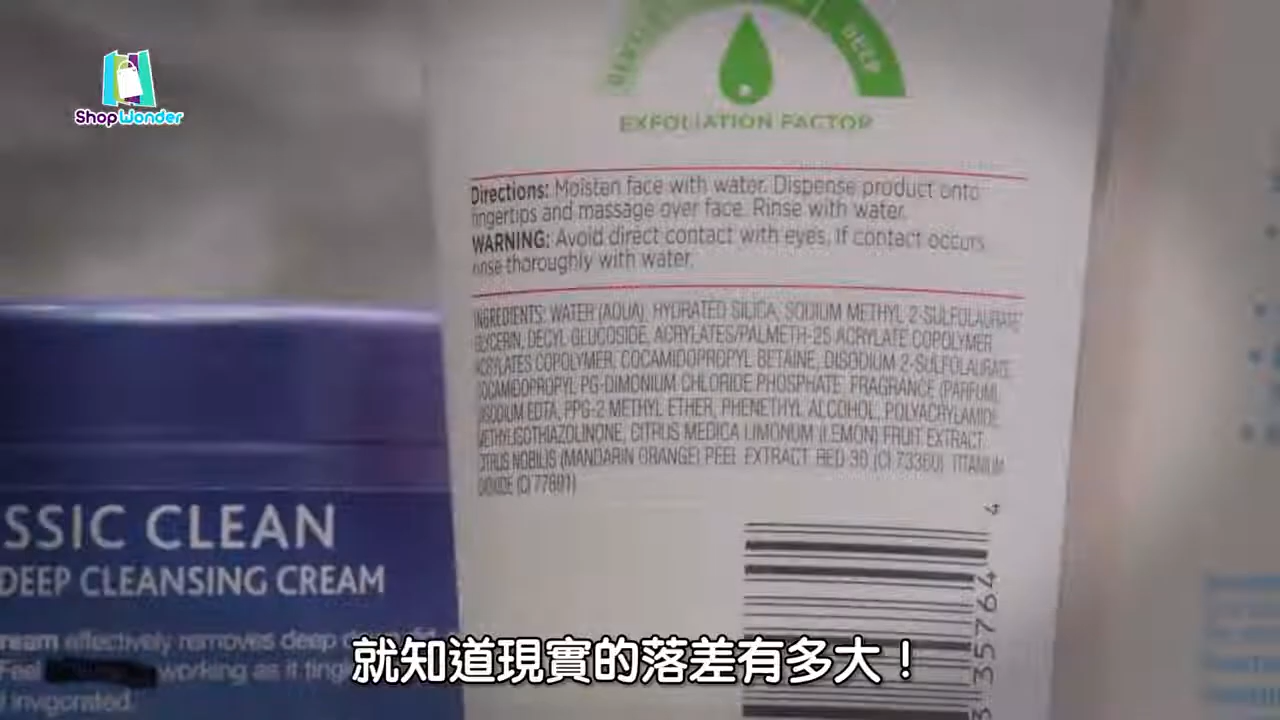 ShopWonder
DEEP
EXFOLIATION FACTOR
Directions: Moisten face with water. Dispense product onto
fingertips and massage over face. Rinse with water.
WARNING: Avoid direct contact with eyes. If contact occurs
rinse thoroughly with water.
INGREDIENTS: WATER (AQUA), HYDRATED SILICA, SODIUM METHYL 2-SULFOLAURATE
GLYCERIN, DECYL GLUCOSIDE, ACRYLATES/PALMETH-25 ACRYLATE COPOLYMER
ACRYLATES COPOLYMER, COCAMIDOPROPYL BETAINE, DISODIUM 2-SULFOLAURATE
COCAMIDOPROPYL PG-DIMONIUM CHLORIDE PHOSPHATE, FRAGRANCE (PARFUM)
DISODIUM EDTA, PPG-2 METHYL ETHER, PHENETHYL ALCOHOL, POLYACRYLAMIDE
METHYLISOTHIAZOLINONE, CITRUS MEDICA LIMONUM (LEMON) FRUIT EXTRACT
CITRUS NOBILIS (MANDARIN ORANGE) PEEL EXTRACT RED 30 (CI 73360) TITANIUM
DIOXIDE (CI 77891)
SSIC CLEAN
DEEP CLEANSING CREAM
ream effectively removes deep
Feel working as it ting
invigorated.
4
3 35764
就知道現實的落差有多大！